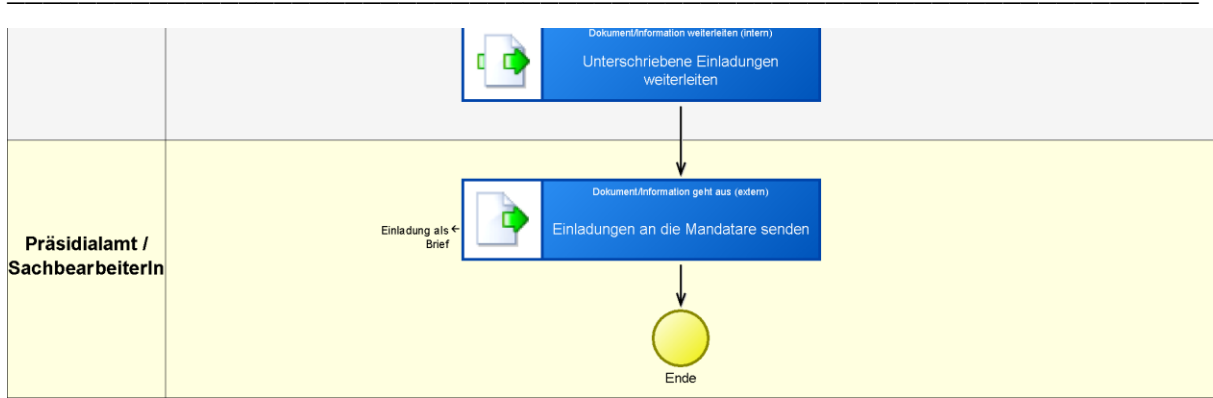 Dokument/Information weiterleiten (intern)
Unterschriebene Einladungen
weiterleiten
Dokument/Information geht aus (extern)
Einladungen an die Mandatare senden
Einladung als
Brief
Präsidialamt /
SachbearbeiterIn
Ende